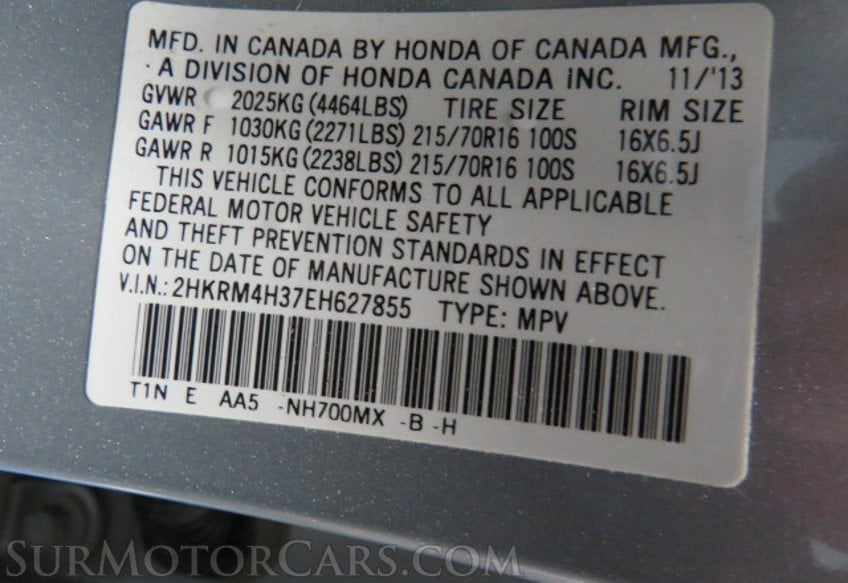 MFD. IN CANADA BY HONDA OF CANADA MFG.,
A DIVISION OF HONDA CANADA INC. 11/'13
GVWR 2025KG (4464LBS) TIRE SIZE RIM SIZE
GAWR F 1030KG (2271LBS) 215/70R16 100S 16X6.5J
GAWR R 1015KG (2238LBS) 215/70R16 100S 16X6.5J
THIS VEHICLE CONFORMS TO ALL APPLICABLE
FEDERAL MOTOR VEHICLE SAFETY
AND THEFT PREVENTION STANDARDS IN EFFECT
ON THE DATE OF MANUFACTURE SHOWN ABOVE.
V.I.N.: 2HKRM4H37EH627855 TYPE: MPV
T1N E AA5 -NH700MX -B -H
SURMOTORCARS.COM